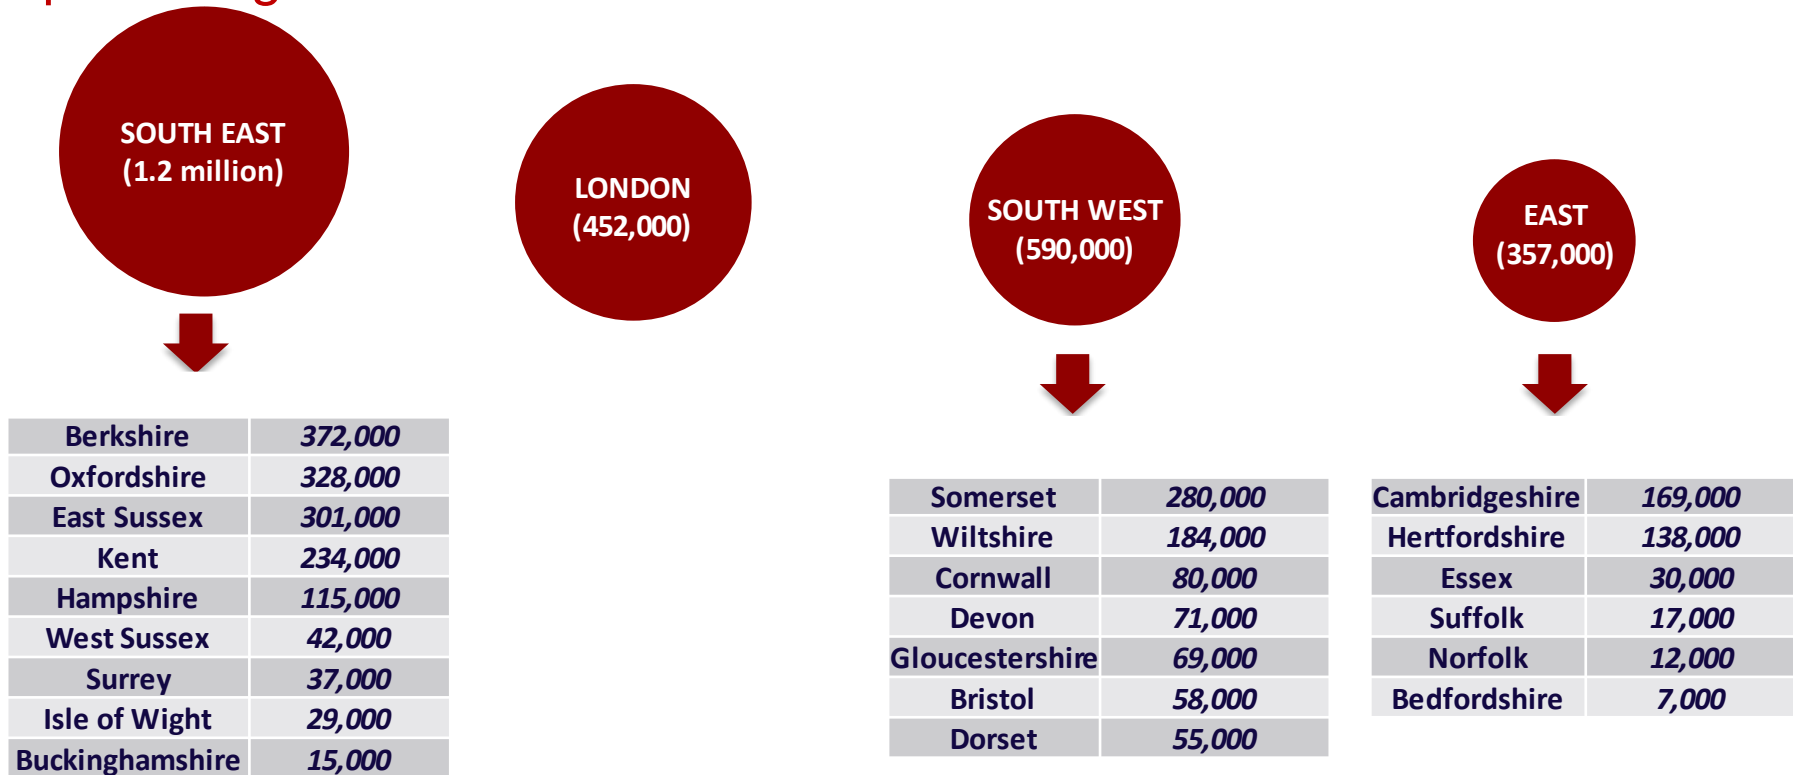 SOUTH EAST
(1.2 million)
LONDON
(452,000)
SOUTH WEST
(590,000)
EAST
(357,000)
Berkshire 372,000
Oxfordshire 328,000
East Sussex 301,000
Kent 234,000
Hampshire 115,000
West Sussex 42,000
Surrey 37,000
Isle of Wight 29,000
Buckinghamshire 15,000
Somerset 280,000
Wiltshire 184,000
Cornwall 80,000
Devon 71,000
Gloucestershire 69,000
Bristol 58,000
Dorset 55,000
Cambridgeshire 169,000
Hertfordshire 138,000
Essex 30,000
Suffolk 17,000
Norfolk 12,000
Bedfordshire 7,000